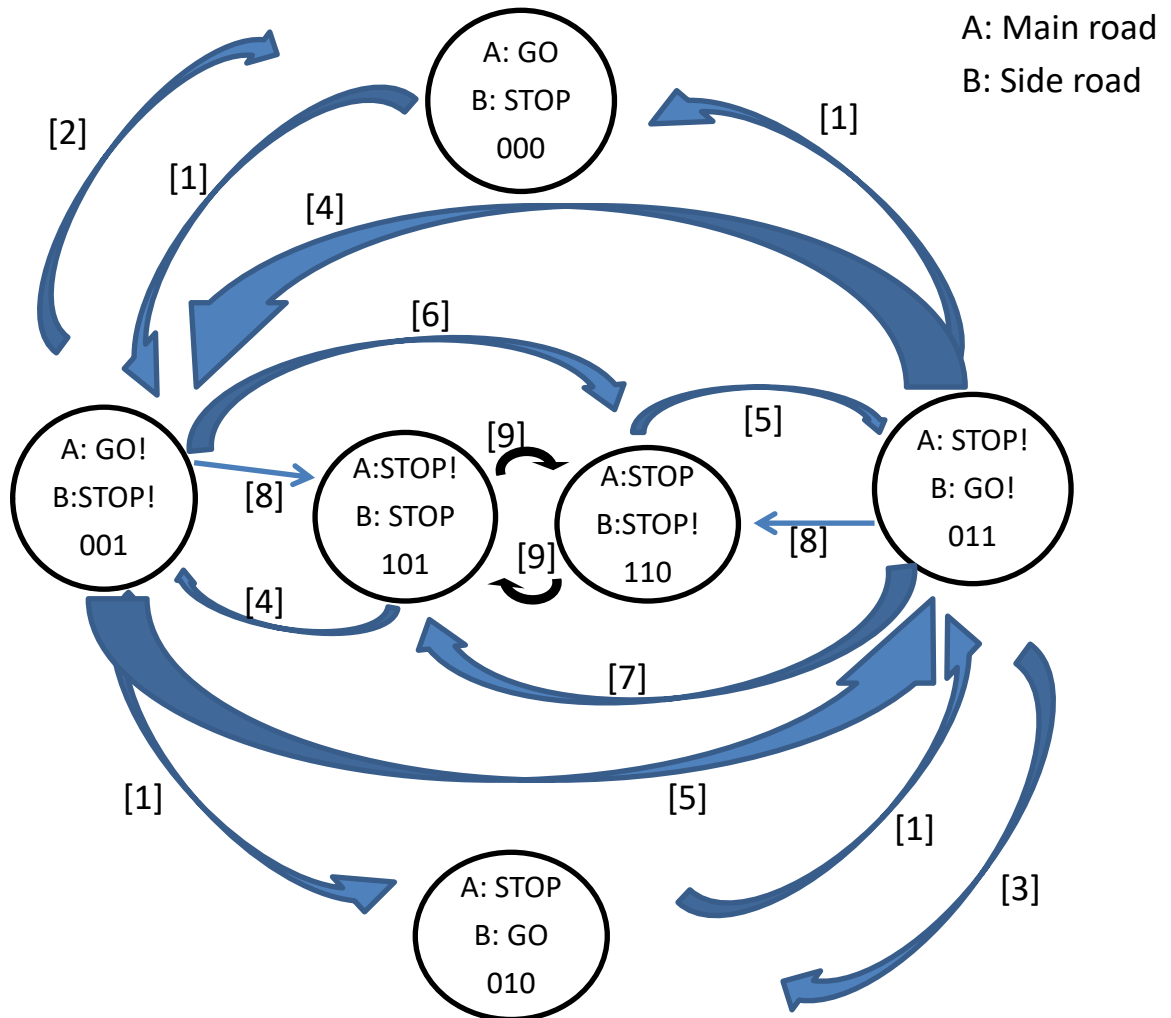 A: Main road
B: Side road
A: GO
B: STOP
000
[2]
[1]
[1]
[4]
[6]
[5]
[9]
A: GO!
B:STOP!
001
[8]
A:STOP!
B: STOP
101
[9]
A:STOP
B:STOP!
110
[8]
A: STOP!
B: GO!
011
[4]
[7]
[1]
[5]
[1]
[3]
A: STOP
B: GO
010